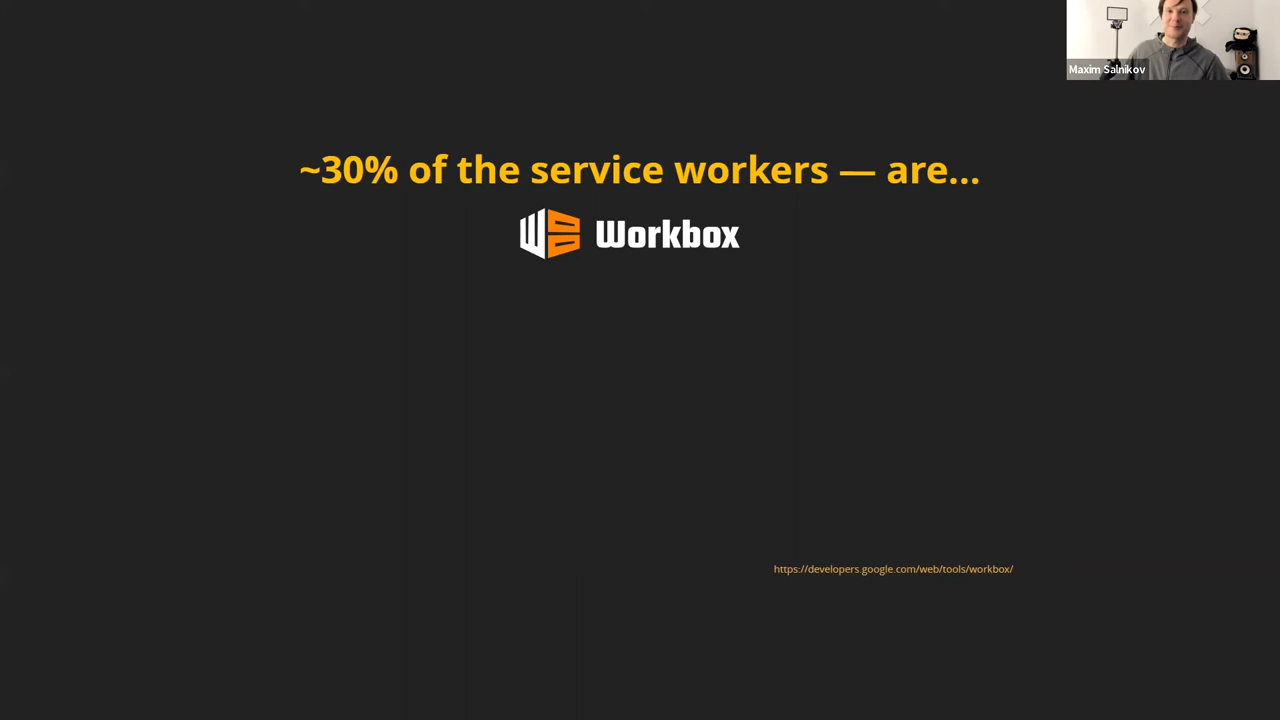 Maxim Salnikov
~30% of the service workers — are...
Workbox
https://developers.google.com/web/tools/workbox/